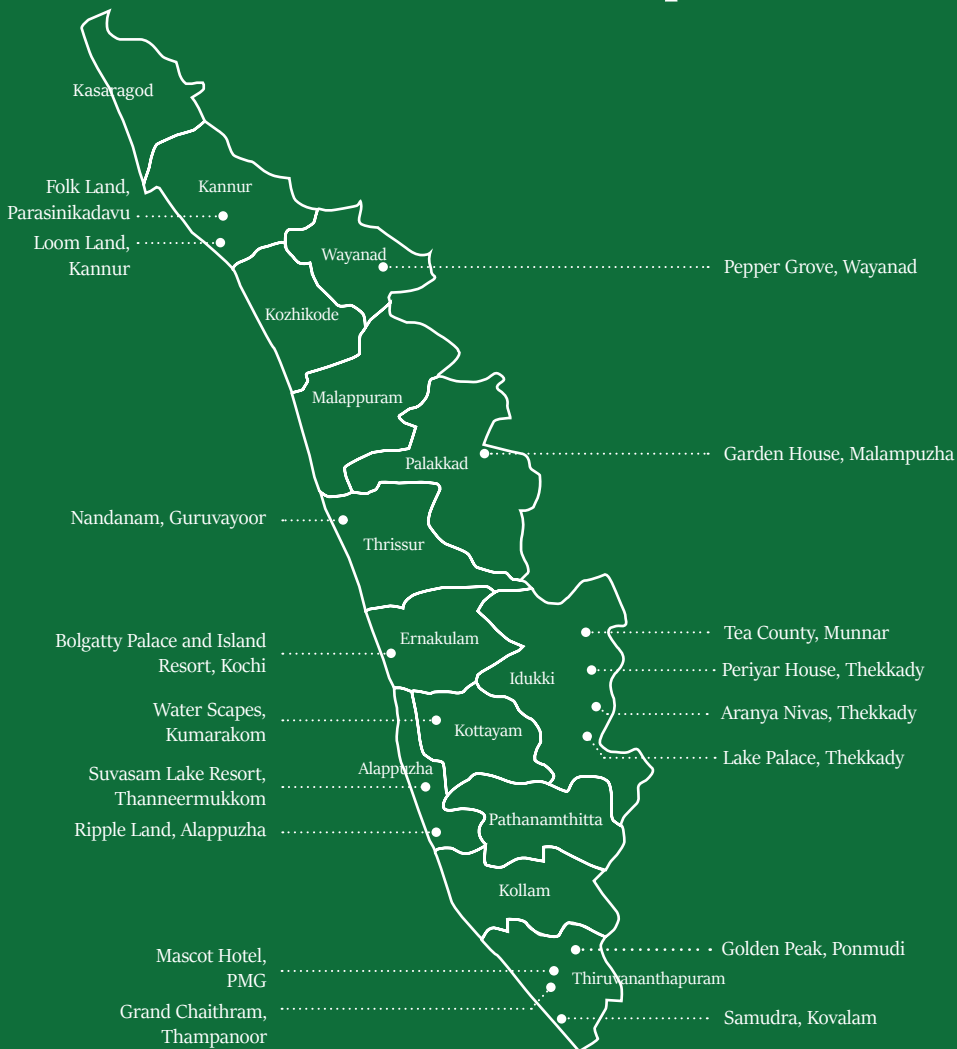 Kasaragod
Kannur
Folk Land,
Parasinikadavu
Loom Land,
Kannur
Wayanad
Pepper Grove, Wayanad
Kozhikode
Malappuram
Palakkad
Garden House, Malampuzha
Nandanam, Guruvayoor
Thrissur
Ernakulam
Bolgatty Palace and Island
Resort, Kochi
Tea County, Munnar
Idukki
Periyar House, Thekkady
Water Scapes,
Kumarakom
Kottayam
Aranya Nivas, Thekkady
Lake Palace, Thekkady
Alappuzha
Suvasam Lake Resort,
Thanneermukkom
Ripple Land, Alappuzha
Pathanamthitta
Kollam
Golden Peak, Ponmudi
Mascot Hotel,
PMG
Thiruvananthapuram
Grand Chaithram,
Thampanoor
Samudra, Kovalam